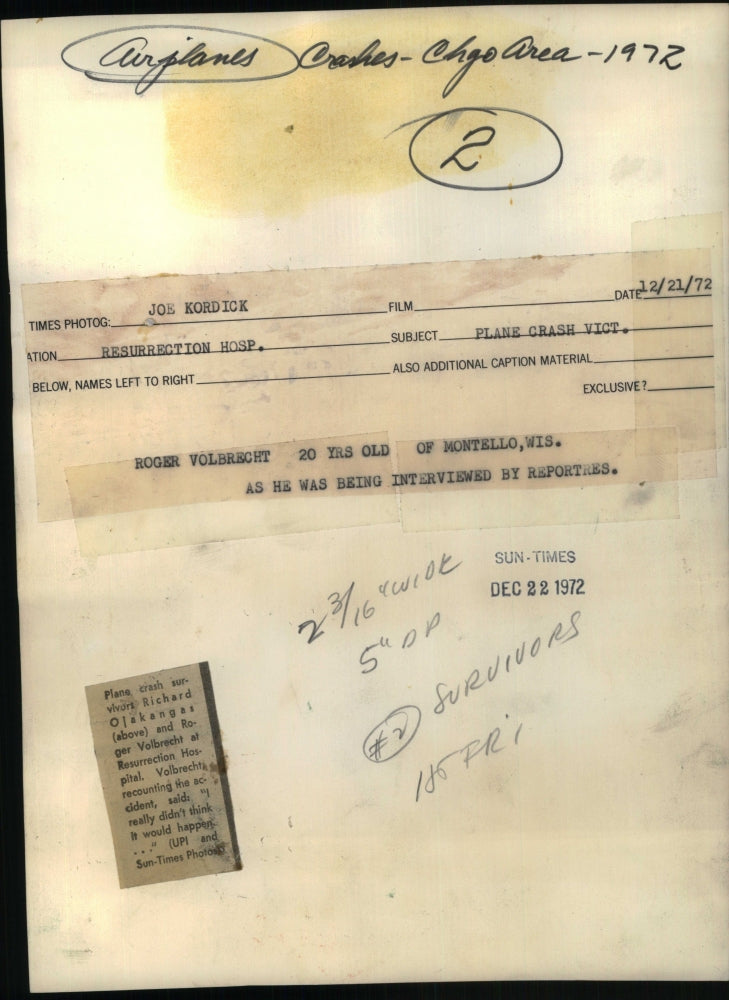 Airplanes Crashes - Chgo Area - 1972
2
TIMES PHOTOG: JOE KORDICK FILM DATE 12/21/72
ATION RESURRECTION HOSP. SUBJECT PLANE CRASH VICT.
BELOW, NAMES LEFT TO RIGHT ALSO ADDITIONAL CAPTION MATERIAL
EXCLUSIVE?
ROGER VOLBRECHT 20 YRS OLD OF MONTELLO, WIS.
AS HE WAS BEING INTERVIEWED BY REPORTRES.
SUN-TIMES
DEC 22 1972
2 3/16" WIDE
5" DP
#2 SURVIVORS
FRI
Plane crash sur-
vivors Richard
Ojakangas
(above) and Ro-
ger Volbrecht at
Resurrection Hos-
pital. Volbrecht,
recounting the ac-
cident, said: "I
really didn't think
it would happen
. . ." (UPI and
Sun-Times Photos)